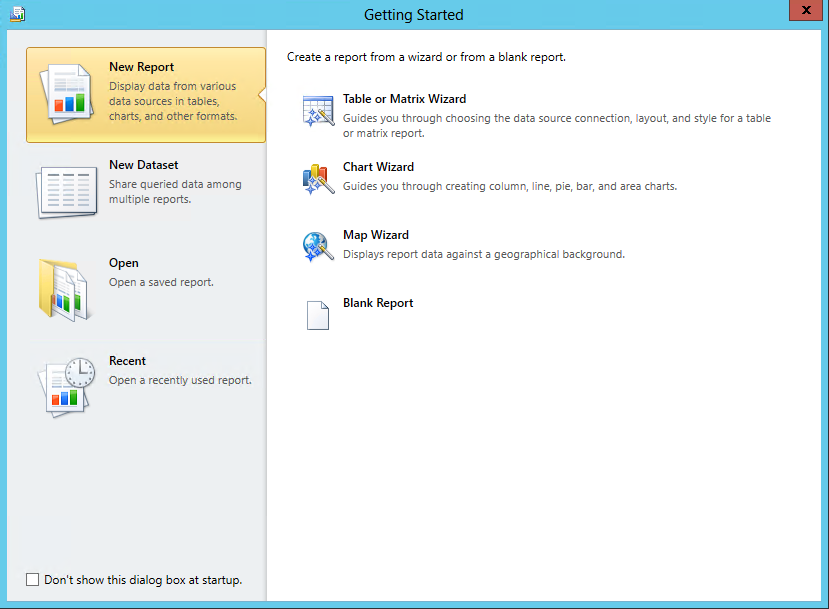 Getting Started
New Report
Display data from various
data sources in tables,
charts, and other formats.
New Dataset
Share queried data among
multiple reports.
Open
Open a saved report.
Recent
Open a recently used report.
Don't show this dialog box at startup.
Create a report from a wizard or from a blank report.
Table or Matrix Wizard
Guides you through choosing the data source connection, layout, and style for a table
or matrix report.
Chart Wizard
Guides you through creating column, line, pie, bar, and area charts.
Map Wizard
Displays report data against a geographical background.
Blank Report